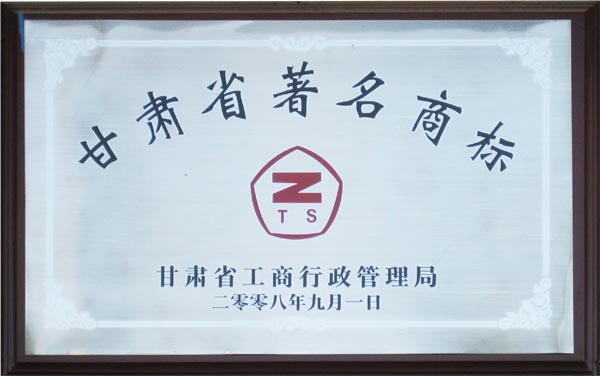 甘肃省著名商标
Z
TS
甘肃省工商行政管理局
二零零八年九月一日